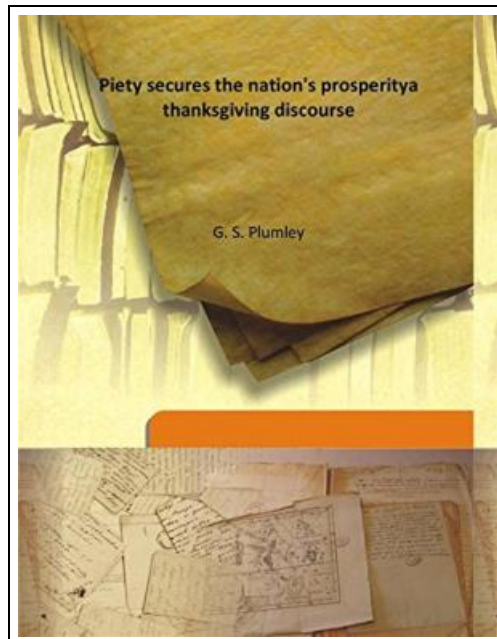 Piety secures the nation's prosperitya
thanksgiving discourse
G. S. Plumley